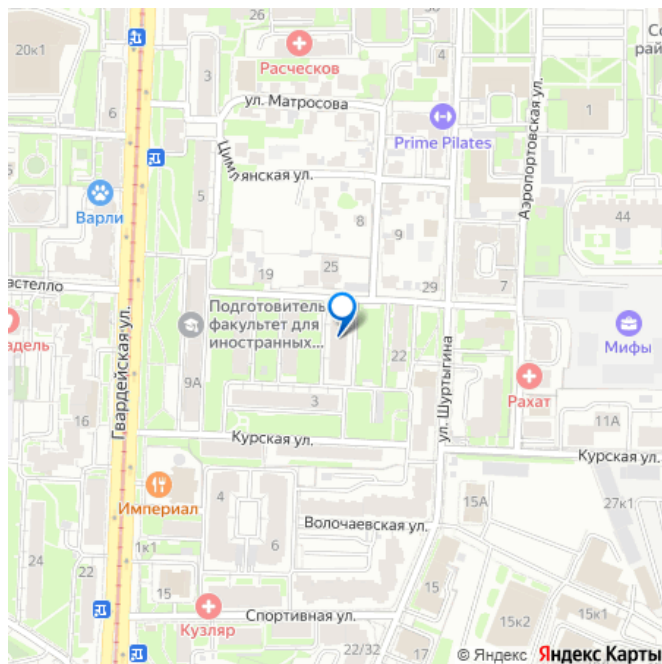 26
30
20к1
Расческов
3
4
ул. Матросова
6
1
Prime Pilates
Аэропортовская ул.
Цимлянская ул.
5
Варли
8
9
44
25
19
29
7
Подготовитель
факультет для
иностранных...
Мифы
22
Гвардейская ул.
ул. Шуртыгина
9А
Рахат
3
16
11А
Курская ул.
Курская ул.
Империал
4
15А
27к1
Волочаевская ул.
6
1к1
24
22
15
15
Кузляр
Спортивная ул.
15к2
15к1
22/32
17
© Яндекс Яндекс Карты